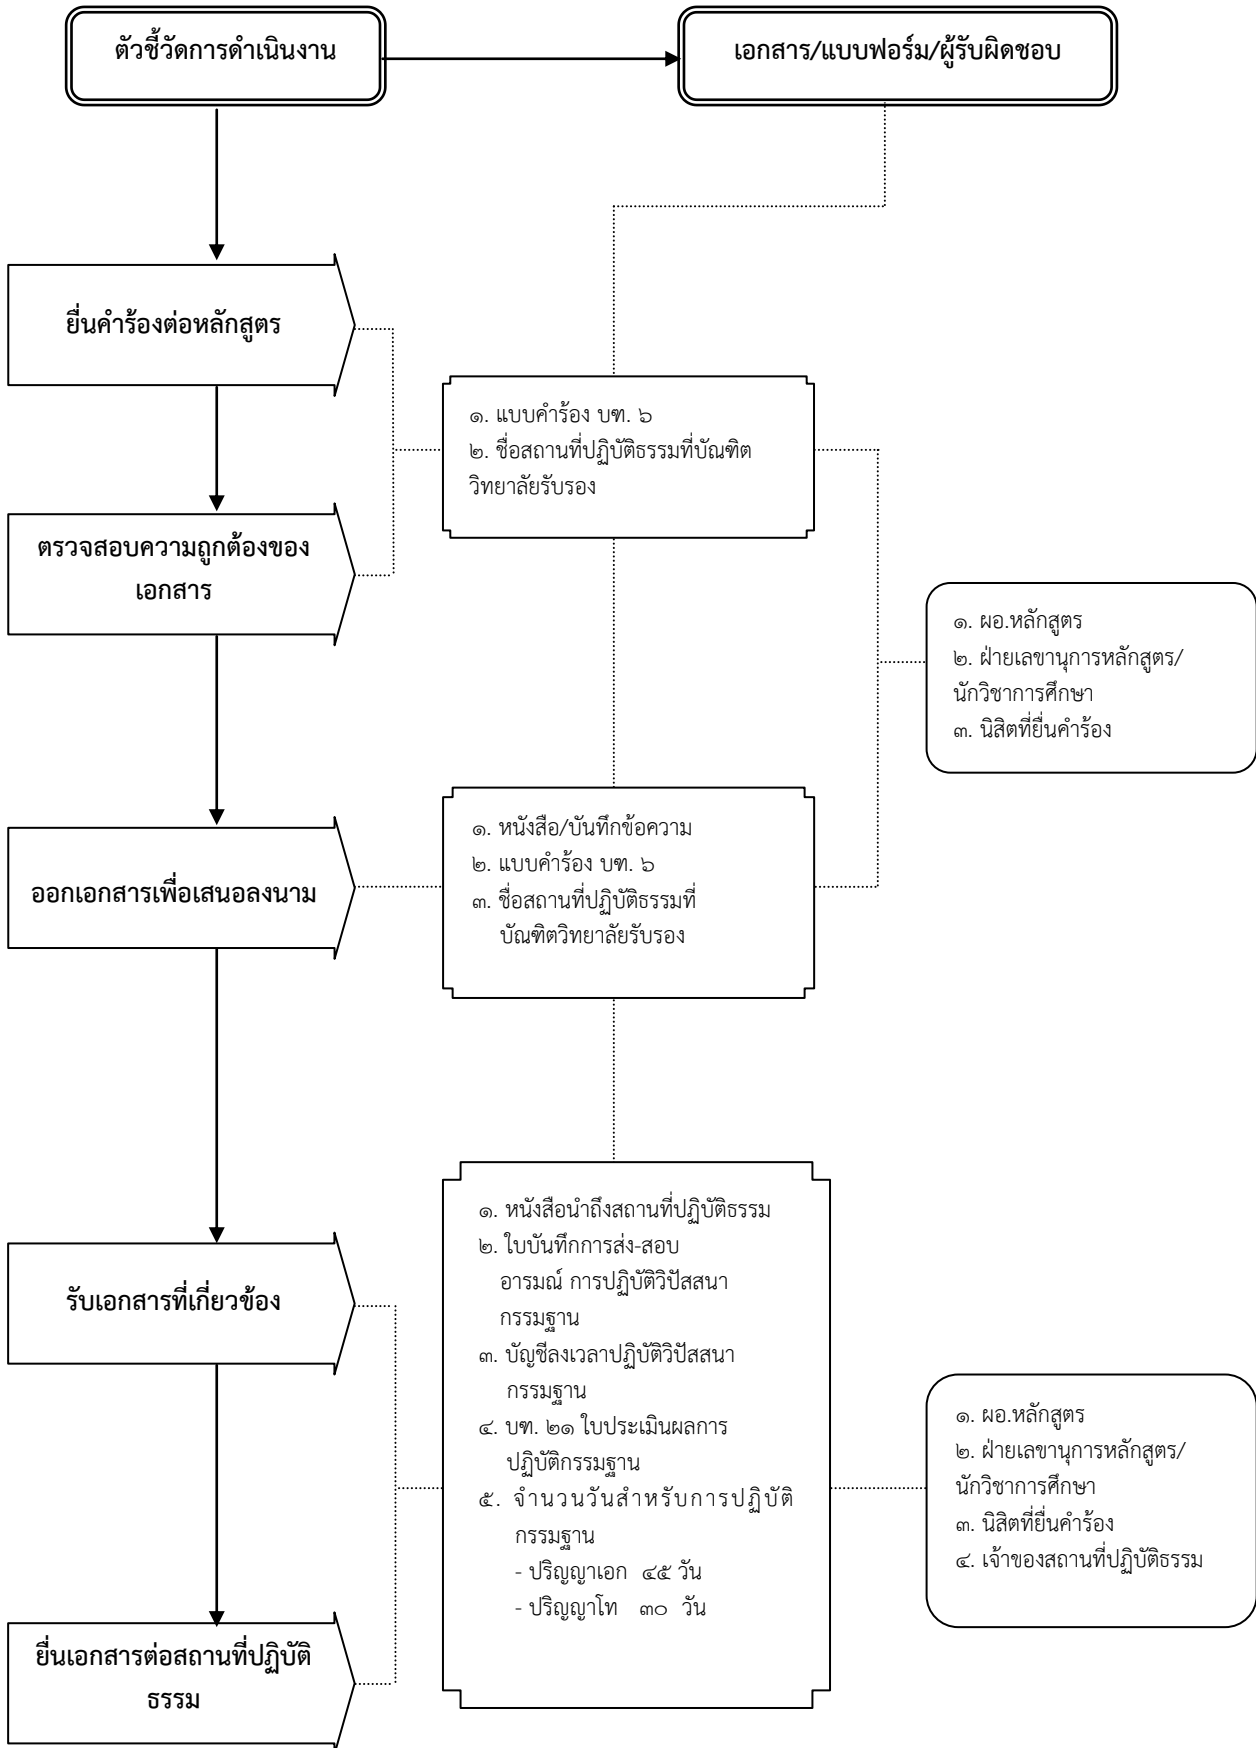 ตัวชี้วัดการดำเนินงาน
เอกสาร/แบบฟอร์ม/ผู้รับผิดชอบ
ยื่นคำร้องต่อหลักสูตร
๑. แบบคำร้อง บฑ. ๖
๒. ชื่อสถานที่ปฏิบัติธรรมที่บัณฑิต
วิทยาลัยรับรอง
ตรวจสอบความถูกต้องของ
เอกสาร
๑. ผอ.หลักสูตร
๒. ฝ่ายเลขานุการหลักสูตร/
นักวิชาการศึกษา
๓. นิสิตที่ยื่นคำร้อง
ออกเอกสารเพื่อเสนอลงนาม
๑. หนังสือ/บันทึกข้อความ
๒. แบบคำร้อง บฑ. ๖
๓. ชื่อสถานที่ปฏิบัติธรรมที่
บัณฑิตวิทยาลัยรับรอง
รับเอกสารที่เกี่ยวข้อง
๑. หนังสือนำถึงสถานที่ปฏิบัติธรรม
๒. ใบบันทึกการส่ง-สอบ
อารมณ์ การปฏิบัติวิปัสสนา
กรรมฐาน
๓. บัญชีลงเวลาปฏิบัติวิปัสสนา
กรรมฐาน
๔. บฑ. ๒๑ ใบประเมินผลการ
ปฏิบัติกรรมฐาน
๕. จำนวนวันสำหรับการปฏิบัติ
กรรมฐาน
- ปริญญาเอก ๔๕ วัน
- ปริญญาโท ๓๐ วัน
๑. ผอ.หลักสูตร
๒. ฝ่ายเลขานุการหลักสูตร/
นักวิชาการศึกษา
๓. นิสิตที่ยื่นคำร้อง
๔. เจ้าของสถานที่ปฏิบัติธรรม
ยื่นเอกสารต่อสถานที่ปฏิบัติ
ธรรม